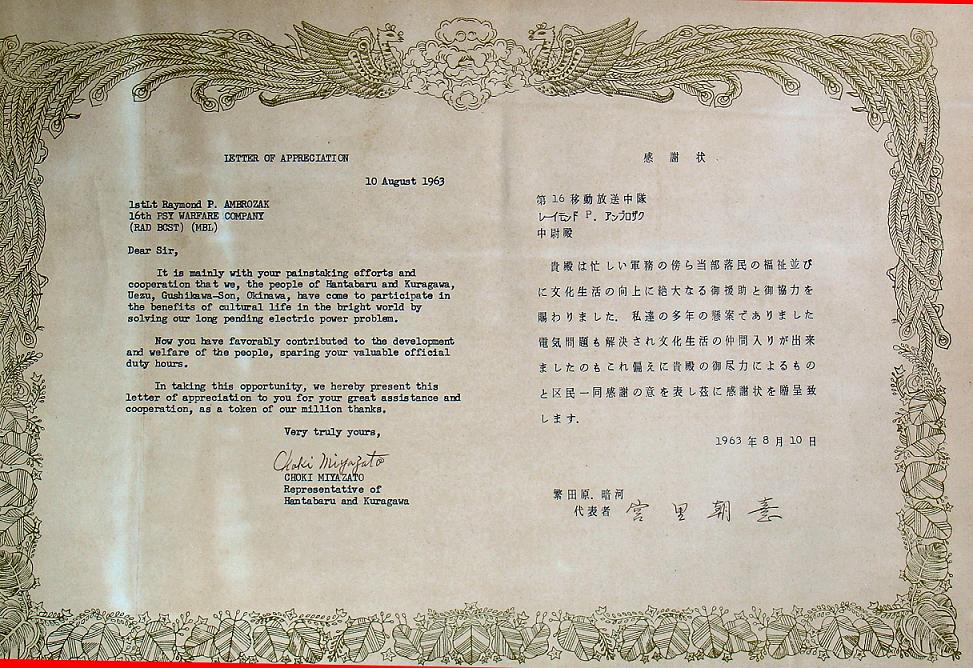 LETTER OF APPRECIATION
10 August 1963
1stLt Raymond P. AMBROZAK
16th PSY WARFARE COMPANY
(RAD BCST) (MBL)
Dear Sir,
It is mainly with your painstaking efforts and
cooperation that we, the people of Hantabaru and Kuragawa,
Uezu, Gushikawa-Son, Okinawa, have come to participate in
the benefits of cultural life in the bright world by
solving our long pending electric power problem.
Now you have favorably contributed to the development
and welfare of the people, sparing your valuable official
duty hours.
In taking this opportunity, we hereby present this
letter of appreciation to you for your great assistance and
cooperation, as a token of our million thanks.
Very truly yours,
Choki Miyazato
CHOKI MIYAZATO
Representative of
Hantabaru and Kuragawa
感謝状
第16移動放送中隊
レイモンド P. アンブロザク
中尉殿
貴殿は忙しい軍務の傍ら当部落民の福祉並び
に文化生活の向上に絶大なる御援助と御協力を
賜わりました. 私達の多年の懸案でありました
電気問題も解決され文化生活の仲間入りが出来
ましたのもこれ偏えに貴殿の御尽力によるもの
と区民一同感謝の意を表し茲に感謝状を贈呈致
します.
1963年8月10日
繁田原. 暗河
代表者 宮里朝憙